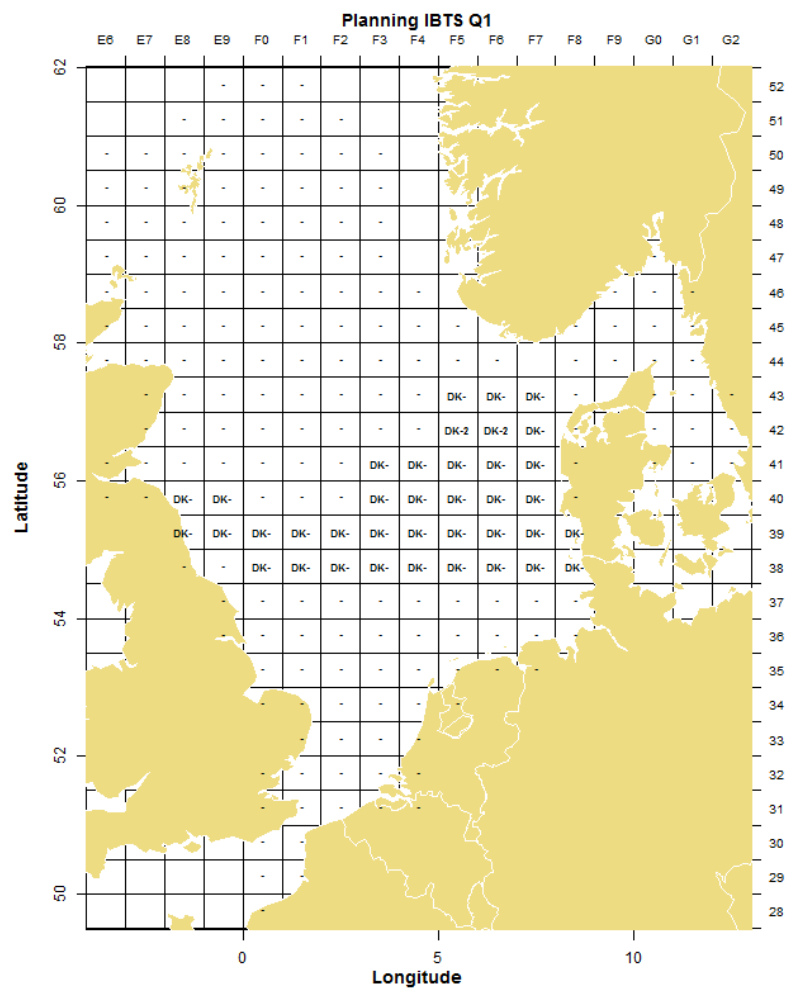 Planning IBTS Q1
E6 E7 E8 E9 F0 F1 F2 F3 F4 F5 F6 F7 F8 F9 G0 G1 G2
62
- - - 52
- - - - - 51
- - - - - - - - 50
- - - - - - - - 49
60
- - - - - - - - 48
- - - - - - - - - 47
- - - - - - - - - - 46
- - - - - - - - - - - - - - - 45
58
- - - - - - - - - - - - - - - 44
- - - - - - - - DK- DK- DK- - - - 43
- - - - - - - - DK-2 DK-2 DK- - - 42
- - - - - - - DK- DK- DK- DK- DK- - - - - 41
56
- - DK- DK- - - - DK- DK- DK- DK- DK- - 40
DK- DK- DK- DK- DK- DK- DK- DK- DK- DK- DK- 39
- - DK- DK- DK- DK- DK- DK- DK- DK- DK- 38
- - - - - - - - - - 37
54
- - - - - - - - - - 36
- - - - - - - - 35
- - - - - - 34
- - - - 33
52
- - - - - 32
- - - - - 31
- - 30
- - 29
50
- 28
Latitude
0 5 10
Longitude